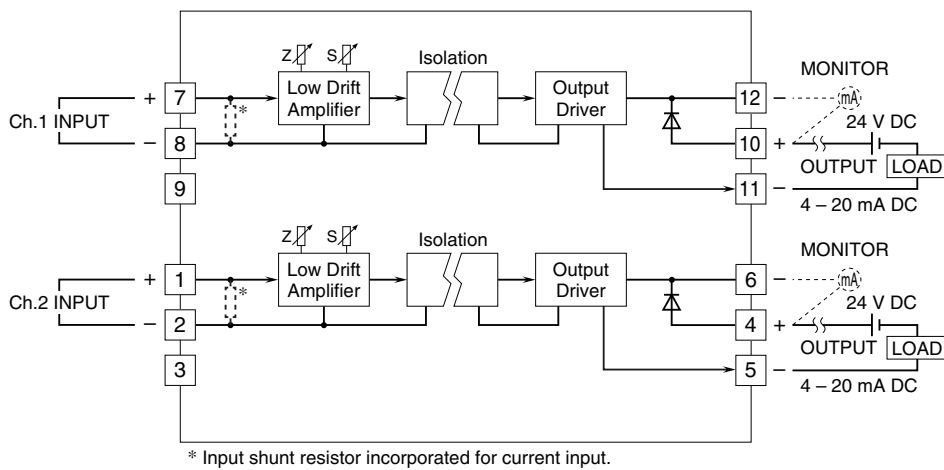 Z S
Isolation
MONITOR
+ 7
Low Drift
Amplifier
Output
Driver
12 −
mA
*
Ch.1 INPUT
24 V DC
− 8
10 +
OUTPUT
LOAD
9
11 −
4 – 20 mA DC
Z S
Isolation
MONITOR
+ 1
Low Drift
Amplifier
Output
Driver
6 −
mA
*
Ch.2 INPUT
24 V DC
− 2
4 +
OUTPUT
LOAD
3
5 −
4 – 20 mA DC
* Input shunt resistor incorporated for current input.